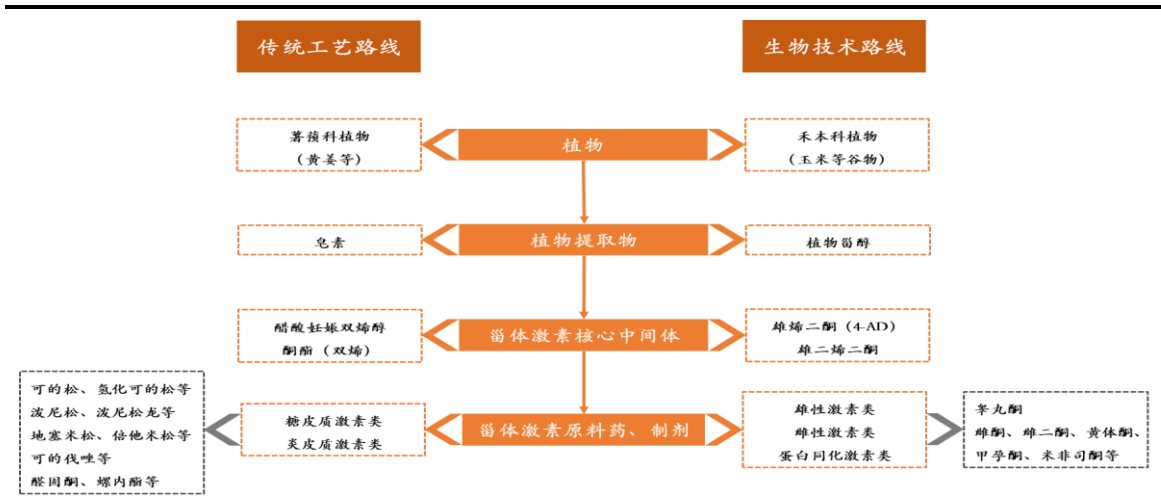 传统工艺路线
生物技术路线
薯预科植物
（黄姜等）
植物
禾本科植物
（玉米等谷物）
皂素
植物提取物
植物甾醇
醋酸妊娠双烯醇
酮酯（双烯）
甾体激素核心中间体
雄烯二酮（4-AD）
雄二烯二酮
可的松、氢化可的松等
泼尼松、泼尼松龙等
地塞米松、倍他米松等
可的伐唑等
醛固酮、螺内酯等
糖皮质激素类
炎皮质激素类
甾体激素原料药、制剂
雄性激素类
雌性激素类
蛋白同化激素类
睾丸酮
雌酮、雌二酮、黄体酮、
甲孕酮、米非司酮等